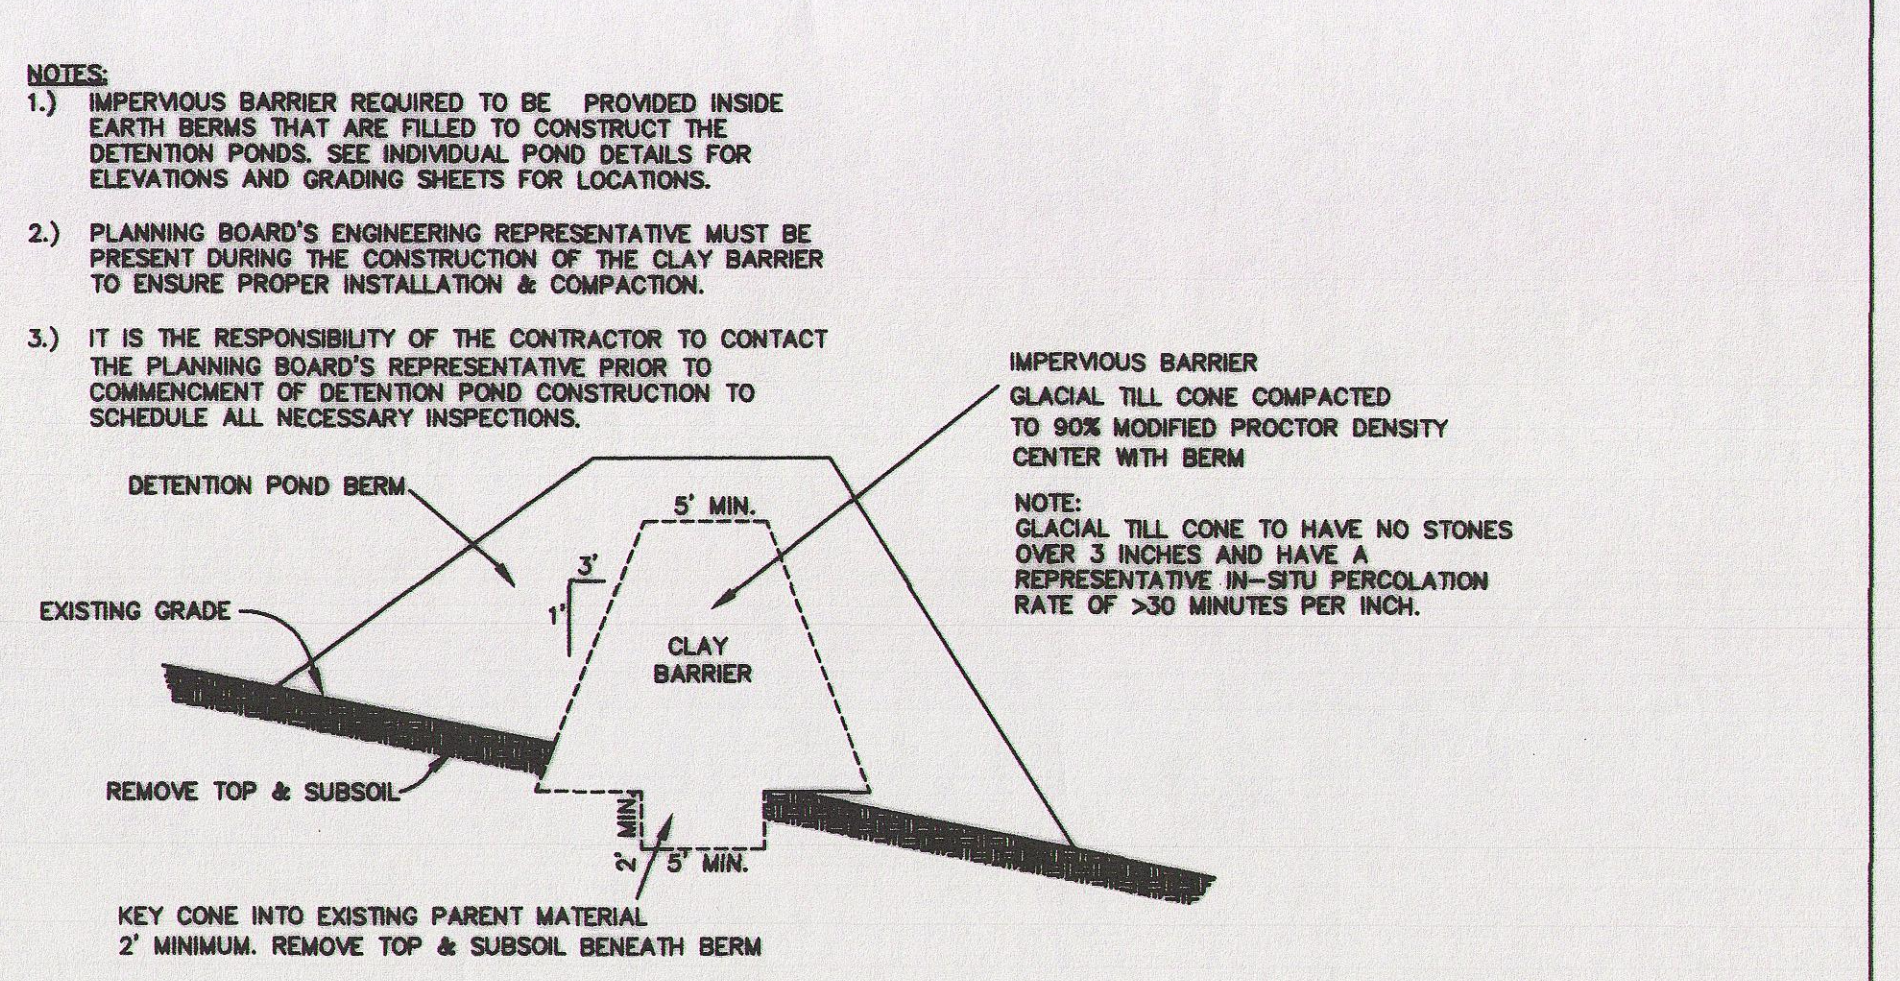 NOTES:
1.) IMPERVIOUS BARRIER REQUIRED TO BE PROVIDED INSIDE
EARTH BERMS THAT ARE FILLED TO CONSTRUCT THE
DETENTION PONDS. SEE INDIVIDUAL POND DETAILS FOR
ELEVATIONS AND GRADING SHEETS FOR LOCATIONS.
2.) PLANNING BOARD'S ENGINEERING REPRESENTATIVE MUST BE
PRESENT DURING THE CONSTRUCTION OF THE CLAY BARRIER
TO ENSURE PROPER INSTALLATION & COMPACTION.
3.) IT IS THE RESPONSIBILITY OF THE CONTRACTOR TO CONTACT
THE PLANNING BOARD'S REPRESENTATIVE PRIOR TO
COMMENCMENT OF DETENTION POND CONSTRUCTION TO
SCHEDULE ALL NECESSARY INSPECTIONS.
IMPERVIOUS BARRIER
GLACIAL TILL CONE COMPACTED
TO 90% MODIFIED PROCTOR DENSITY
CENTER WITH BERM
NOTE:
GLACIAL TILL CONE TO HAVE NO STONES
OVER 3 INCHES AND HAVE A
REPRESENTATIVE IN-SITU PERCOLATION
RATE OF >30 MINUTES PER INCH.
DETENTION POND BERM
5' MIN.
3'
1'
EXISTING GRADE
CLAY
BARRIER
REMOVE TOP & SUBSOIL
2' MIN.
5' MIN.
KEY CONE INTO EXISTING PARENT MATERIAL
2' MINIMUM. REMOVE TOP & SUBSOIL BENEATH BERM